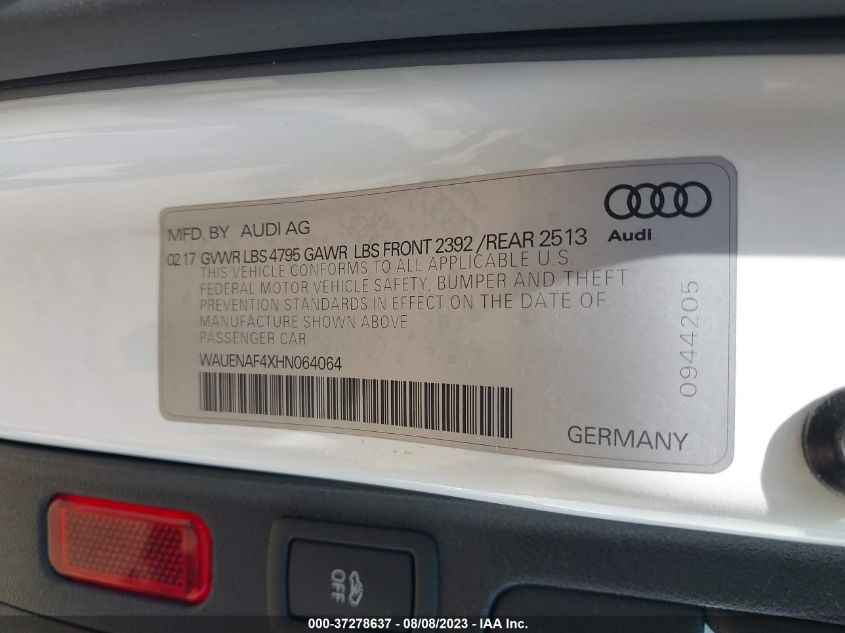 MFD. BY AUDI AG
Audi
02 17 GVWR LBS 4795 GAWR LBS FRONT 2392 / REAR 2513
THIS VEHICLE CONFORMS TO ALL APPLICABLE U.S.
FEDERAL MOTOR VEHICLE SAFETY, BUMPER AND THEFT
PREVENTION STANDARDS IN EFFECT ON THE DATE OF
MANUFACTURE SHOWN ABOVE
PASSENGER CAR
WAUENAF4XHN064064
0944205
GERMANY
OFF
000-37278637 - 08/08/2023 - IAA Inc.